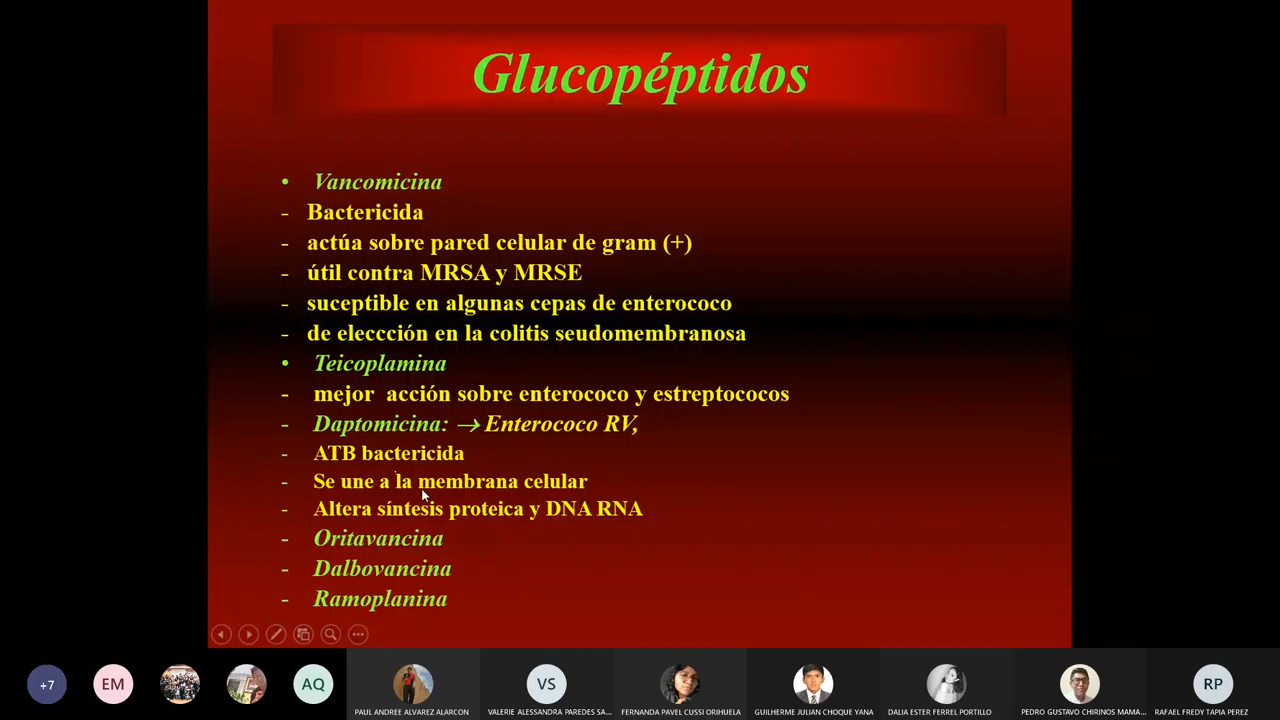 Glucopéptidos
• Vancomicina
- Bactericida
- actúa sobre pared celular de gram (+)
- útil contra MRSA y MRSE
- suceptible en algunas cepas de enterococo
- de eleccción en la colitis seudomembranosa
• Teicoplamina
- mejor acción sobre enterococo y estreptococos
- Daptomicina: → Enterococo RV,
- ATB bactericida
- Se une a la membrana celular
- Altera síntesis proteica y DNA RNA
- Oritavancina
- Dalbovancina
- Ramoplanina
+7 EM AQ VS RP
PAUL ANDREE ALVAREZ ALARCON VALERIE ALESSANDRA PAREDES SA... FERNANDA PAVEL CUSSI ORIHUELA GUILHERME JULIAN CHOQUE YANA DALIA ESTER FERREL PORTILLO PEDRO GUSTAVO CHIRINOS MAMA... RAFAEL FREDY TAPIA PEREZ